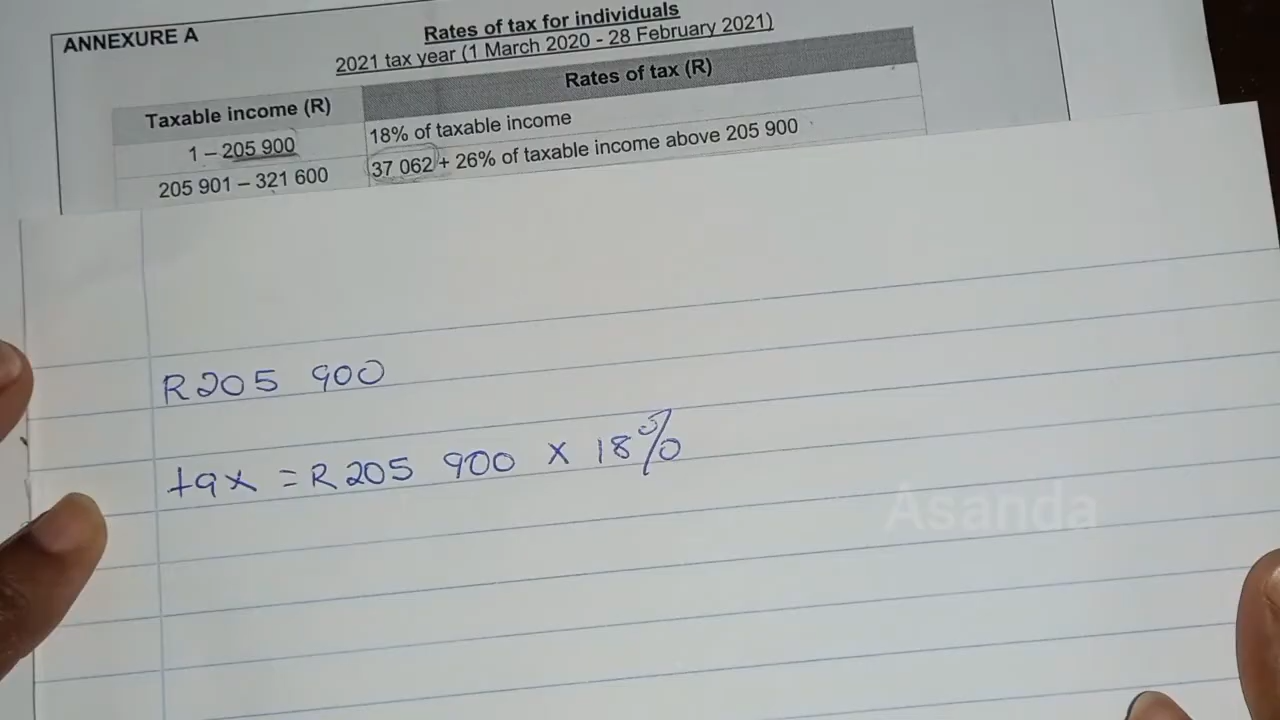 ANNEXURE A
Rates of tax for individuals
2021 tax year (1 March 2020 - 28 February 2021)
Taxable income (R) Rates of tax (R)
1 – 205 900 18% of taxable income
205 901 – 321 600 37 062 + 26% of taxable income above 205 900
R205 900
tax = R205 900 x 18%
Asanda